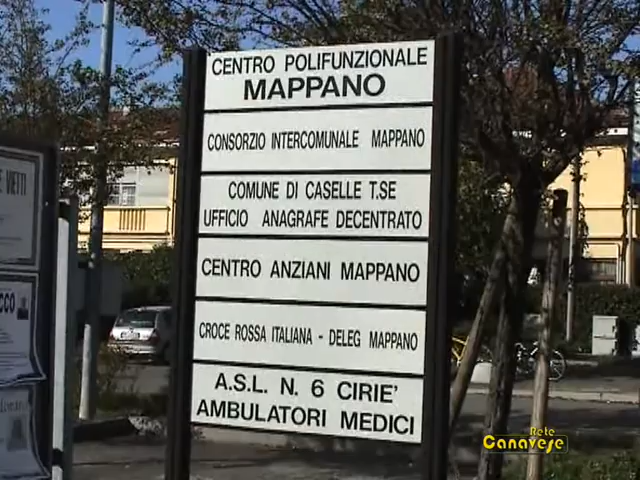 CENTRO POLIFUNZIONALE
MAPPANO
CONSORZIO INTERCOMUNALE MAPPANO
COMUNE DI CASELLE T.SE
UFFICIO ANAGRAFE DECENTRATO
CENTRO ANZIANI MAPPANO
CROCE ROSSA ITALIANA - DELEG MAPPANO
A.S.L. N. 6 CIRIE'
AMBULATORI MEDICI
Rete
Canavese